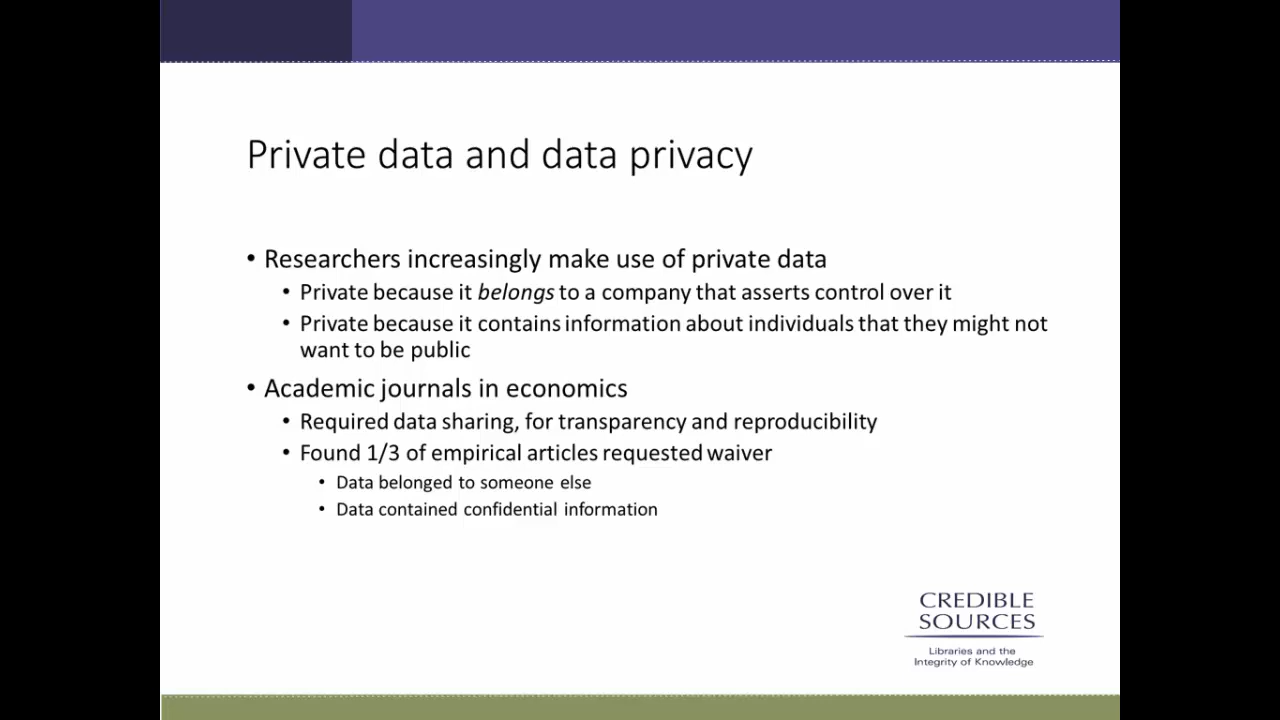 Private data and data privacy
• Researchers increasingly make use of private data
• Private because it belongs to a company that asserts control over it
• Private because it contains information about individuals that they might not
want to be public
• Academic journals in economics
• Required data sharing, for transparency and reproducibility
• Found 1/3 of empirical articles requested waiver
• Data belonged to someone else
• Data contained confidential information
CREDIBLE
SOURCES
Libraries and the
Integrity of Knowledge